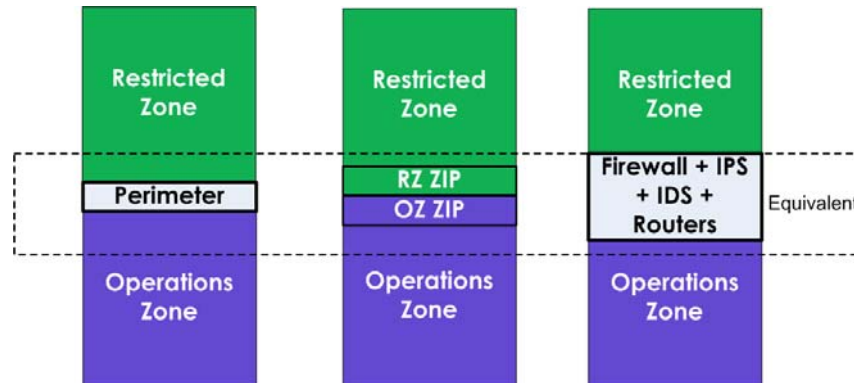 Restricted
Zone
Restricted
Zone
Restricted
Zone
Perimeter
RZ ZIP
OZ ZIP
Firewall + IPS
+ IDS +
Routers
Equivalent
Operations
Zone
Operations
Zone
Operations
Zone